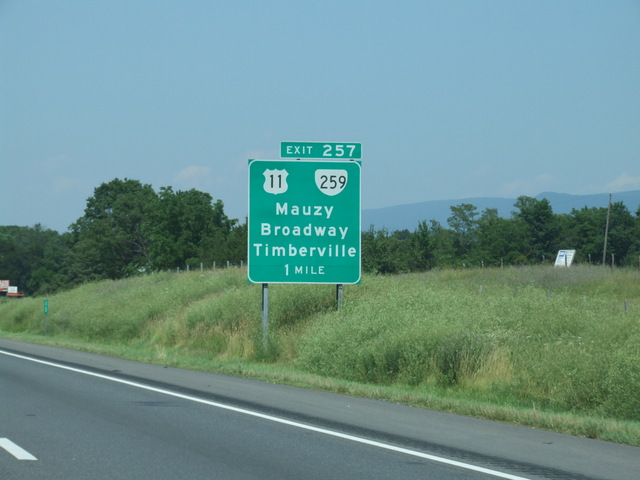 EXIT 257
11 259
Mauzy
Broadway
Timberville
1 MILE